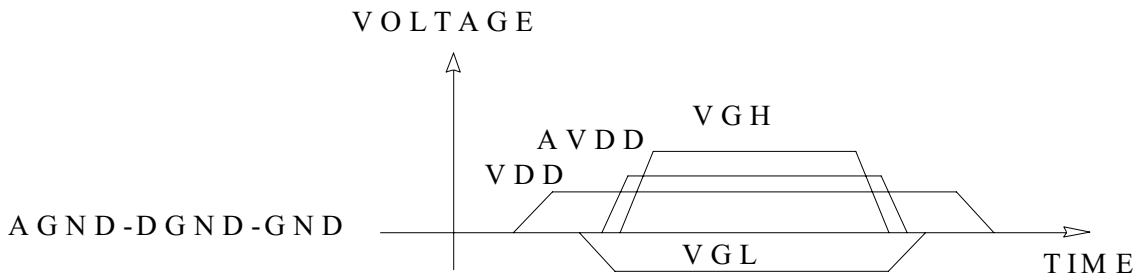 VOLTAGE
VGH
AVDD
VDD
AGND-DGND-GND
VGL
TIME